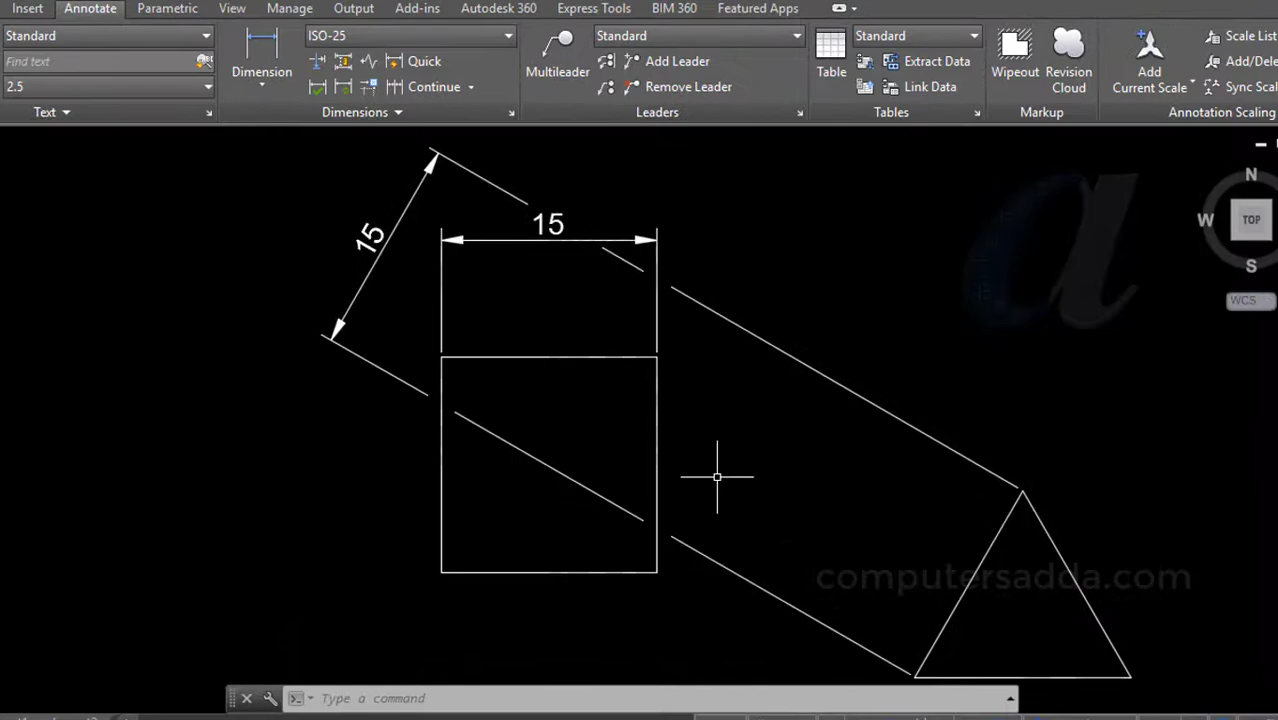 Insert Annotate Parametric View Manage Output Add-ins Autodesk 360 Express Tools BIM 360 Featured Apps
Standard ISO-25 Standard Standard Scale List
Find text Quick Add Leader Extract Data Add/Dele
2.5 Dimension Continue Multileader Remove Leader Table Link Data Wipeout Revision Cloud Add Current Scale Sync Scal
Text Dimensions Leaders Tables Markup Annotation Scaling
N
15
15
W TOP
S
WCS
a
computersadda.com
Type a command